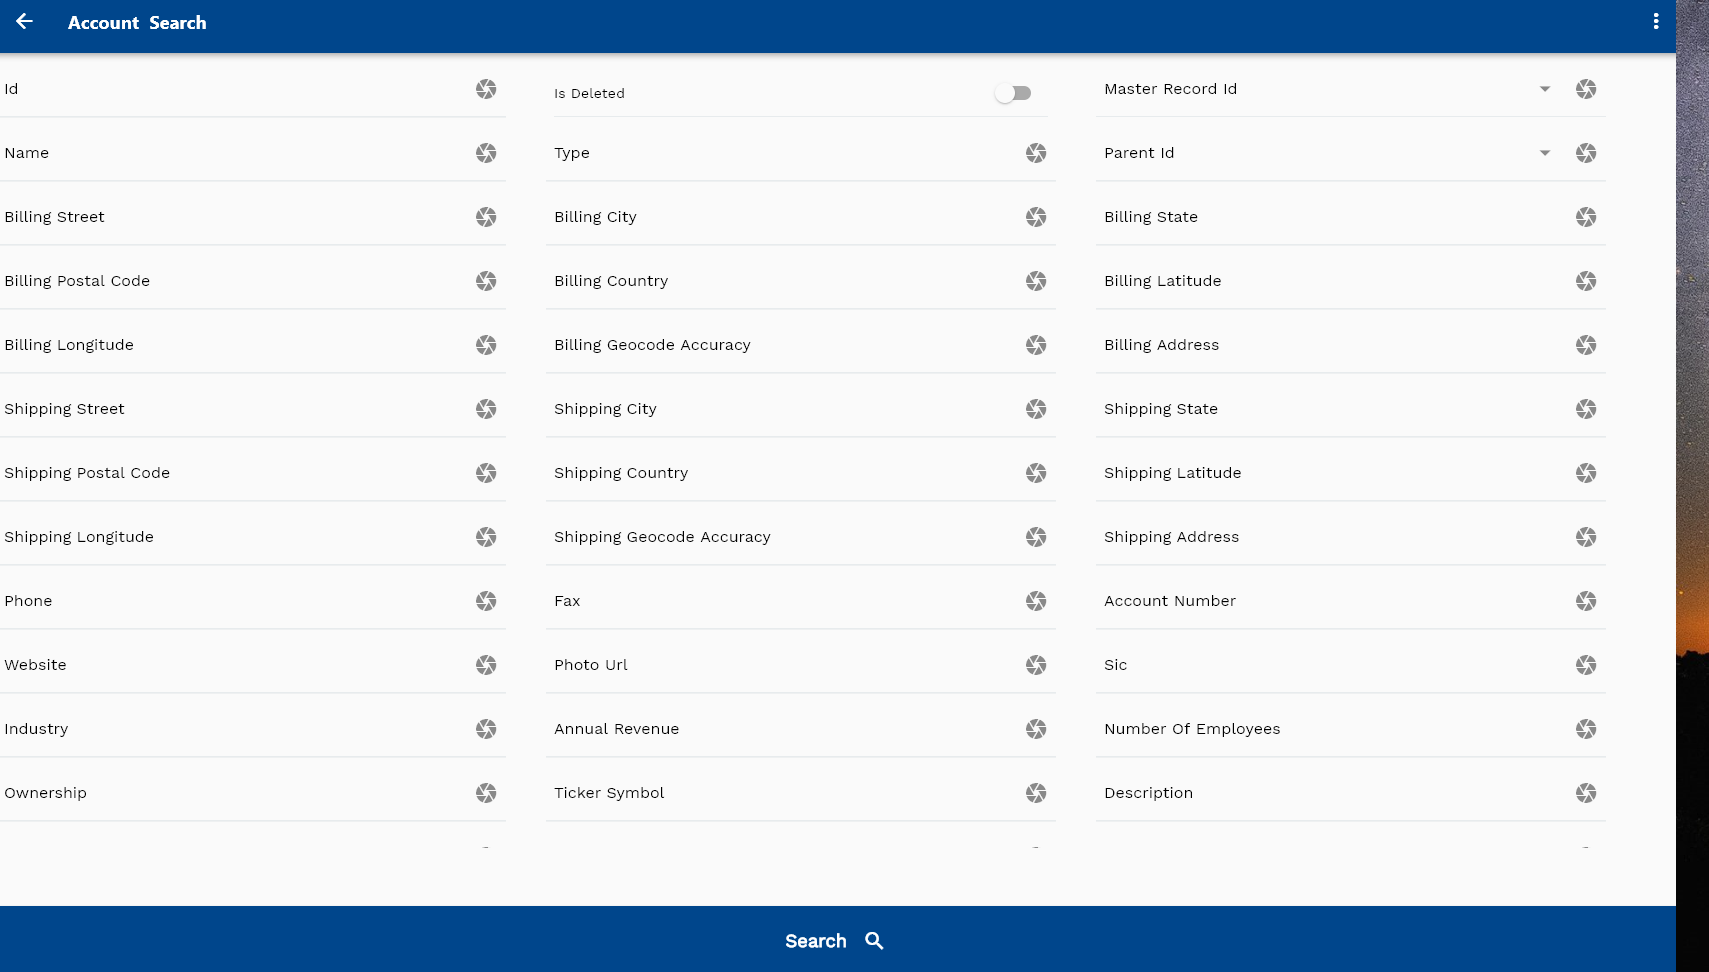 Account Search
Id
Is Deleted
Master Record Id
Name
Type
Parent Id
Billing Street
Billing City
Billing State
Billing Postal Code
Billing Country
Billing Latitude
Billing Longitude
Billing Geocode Accuracy
Billing Address
Shipping Street
Shipping City
Shipping State
Shipping Postal Code
Shipping Country
Shipping Latitude
Shipping Longitude
Shipping Geocode Accuracy
Shipping Address
Phone
Fax
Account Number
Website
Photo Url
Sic
Industry
Annual Revenue
Number Of Employees
Ownership
Ticker Symbol
Description
Search